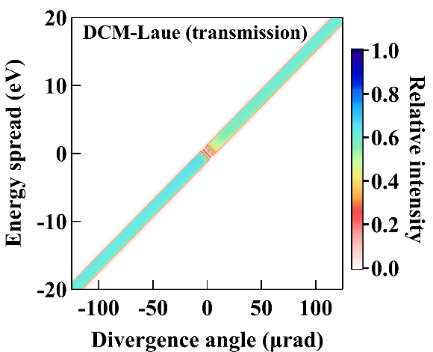 DCM-Laue (transmission)
20
10
0
-10
-20
Energy spread (eV)
-100 -50 0 50 100
Divergence angle (μrad)
1.0
0.8
0.6
0.4
0.2
0.0
Relative intensity